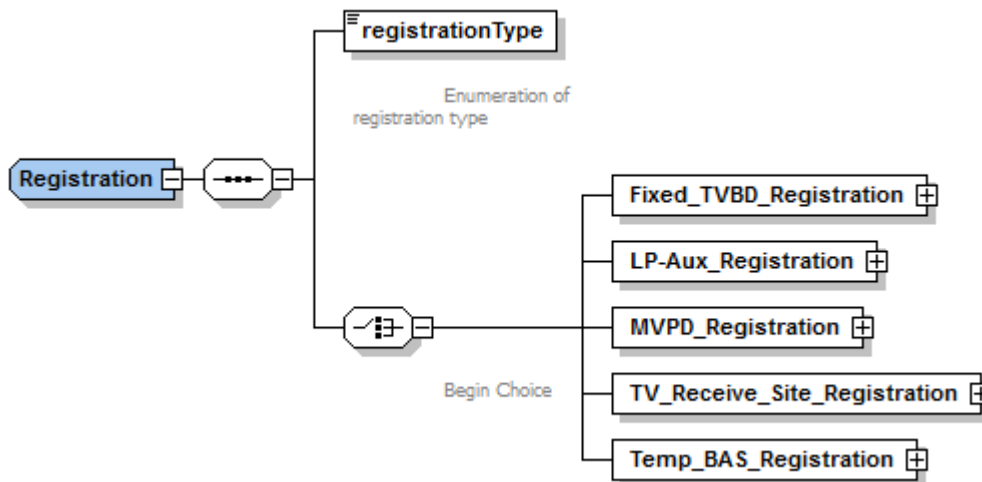 registrationType
Enumeration of
registration type
Registration
Fixed_TVBD_Registration
LP-Aux_Registration
MVPD_Registration
Begin Choice
TV_Receive_Site_Registration
Temp_BAS_Registration